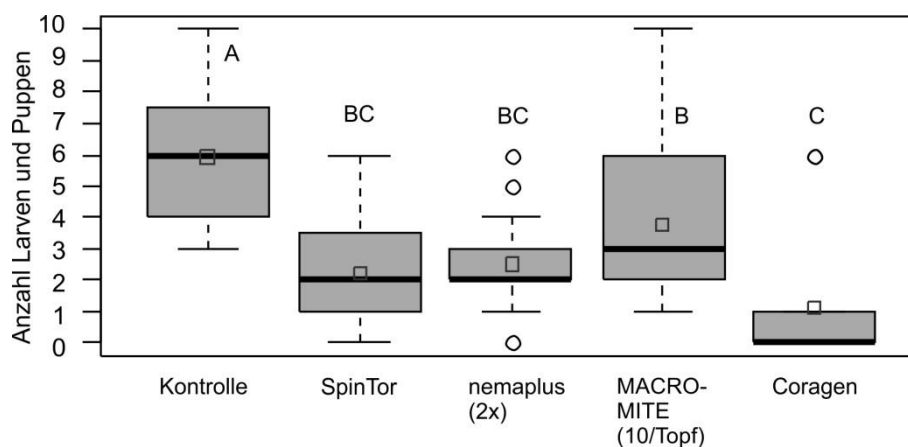 Anzahl Larven und Puppen
10
9
8
7
6
5
4
3
2
1
0
A
BC
BC
B
C
Kontrolle
SpinTor
nemaplus
(2x)
MACRO-
MITE
(10/Topf)
Coragen